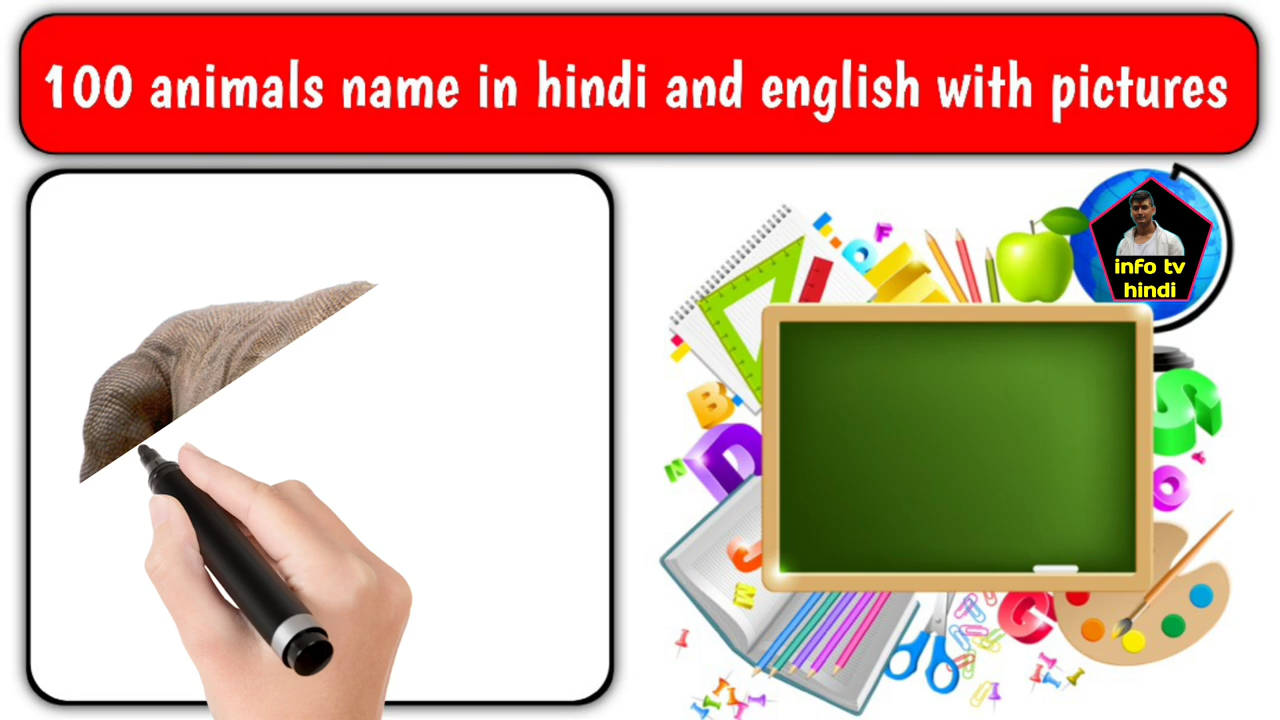 100 animals name in hindi and english with pictures
info tv
hindi
F
O
B
D
N
S
G
M